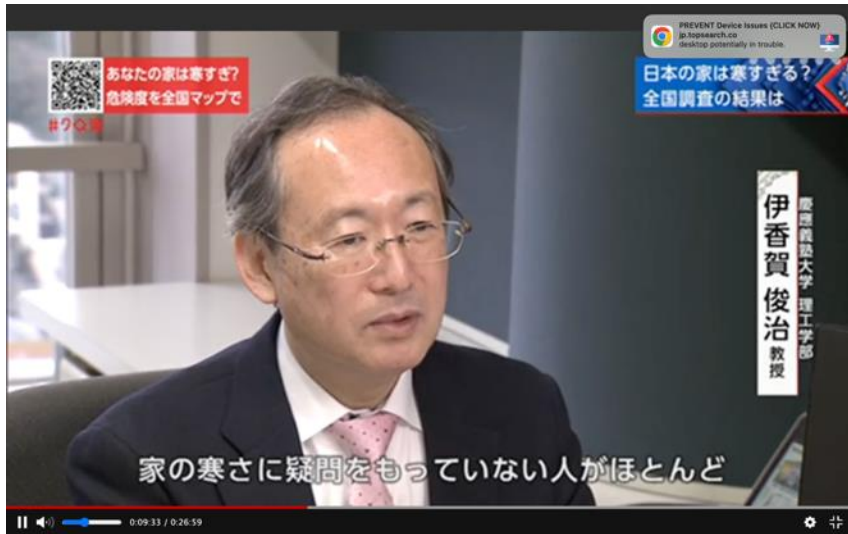 PREVENT Device Issues (CLICK NOW)
jp.topsearch.co
desktop potentially in trouble.
あなたの家は寒すぎ?
危険度を全国マップで
日本の家は寒すぎる?
全国調査の結果は
慶應義塾大学 理工学部
伊香賀 俊治 教授
家の寒さに疑問をもっていない人がほとんど
0:09:33 / 0:26:59